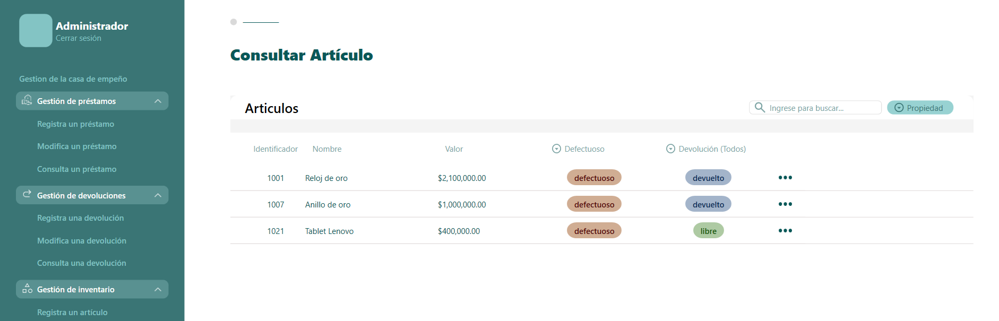 Administrador
Cerrar sesión
Gestion de la casa de empeño
Gestión de préstamos
Registra un préstamo
Modifica un préstamo
Consulta un préstamo
Gestión de devoluciones
Registra una devolución
Modifica una devolución
Consulta una devolución
Gestión de inventario
Registra un artículo
Consultar Artículo
Articulos
Ingrese para buscar...
Propiedad
Identificador Nombre Valor Defectuoso Devolución (Todos)
1001 Reloj de oro $2,100,000.00 defectuoso devuelto
1007 Anillo de oro $1,000,000.00 defectuoso devuelto
1021 Tablet Lenovo $400,000.00 defectuoso libre